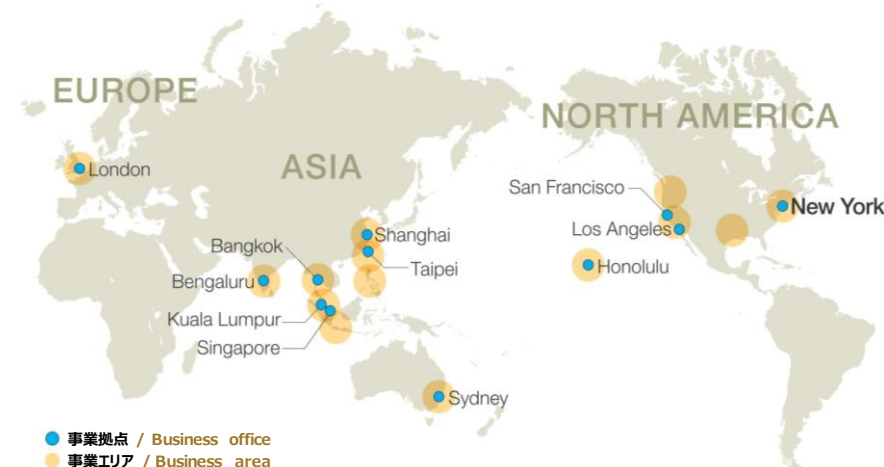 EUROPE
NORTH AMERICA
ASIA
London
San Francisco
New York
Los Angeles
Shanghai
Bangkok
Taipei
Honolulu
Bengaluru
Kuala Lumpur
Singapore
Sydney
事業拠点 / Business office
事業エリア / Business area